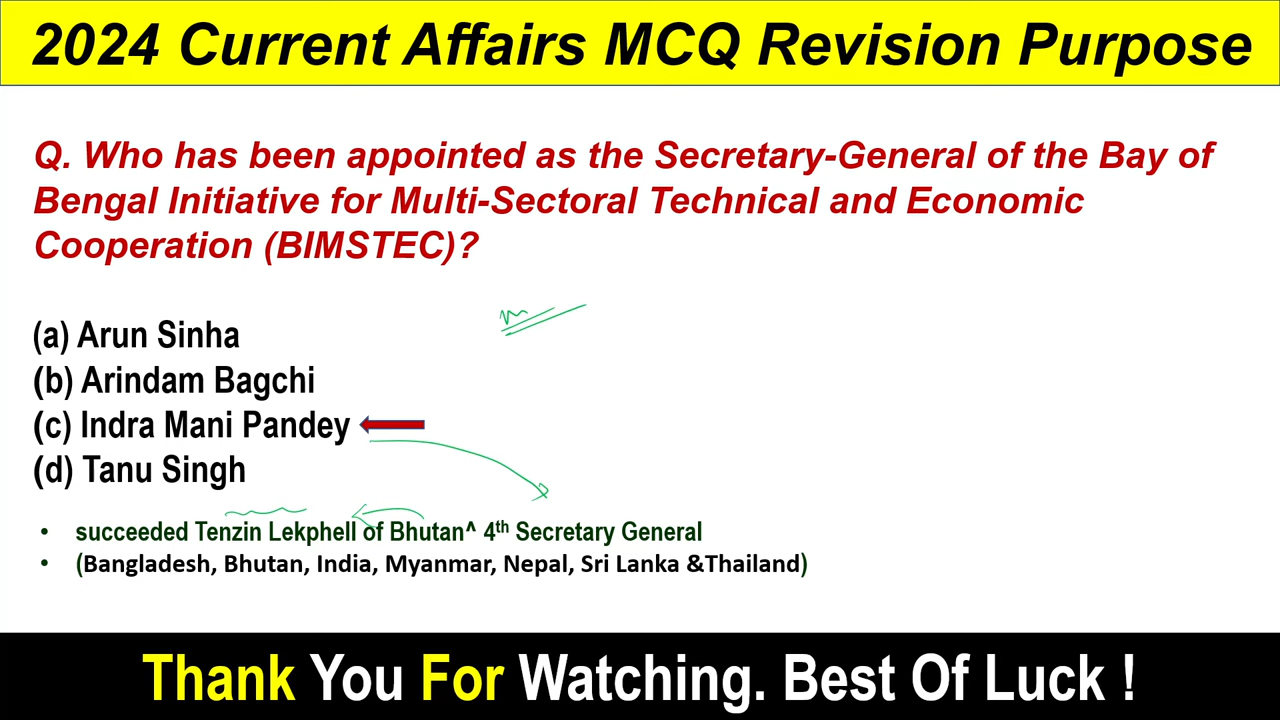 2024 Current Affairs MCQ Revision Purpose
Q. Who has been appointed as the Secretary-General of the Bay of
Bengal Initiative for Multi-Sectoral Technical and Economic
Cooperation (BIMSTEC)?
(a) Arun Sinha
(b) Arindam Bagchi
(c) Indra Mani Pandey
(d) Tanu Singh
• succeeded Tenzin Lekphell of Bhutan^ 4th Secretary General
• (Bangladesh, Bhutan, India, Myanmar, Nepal, Sri Lanka &Thailand)
Thank You For Watching. Best Of Luck !